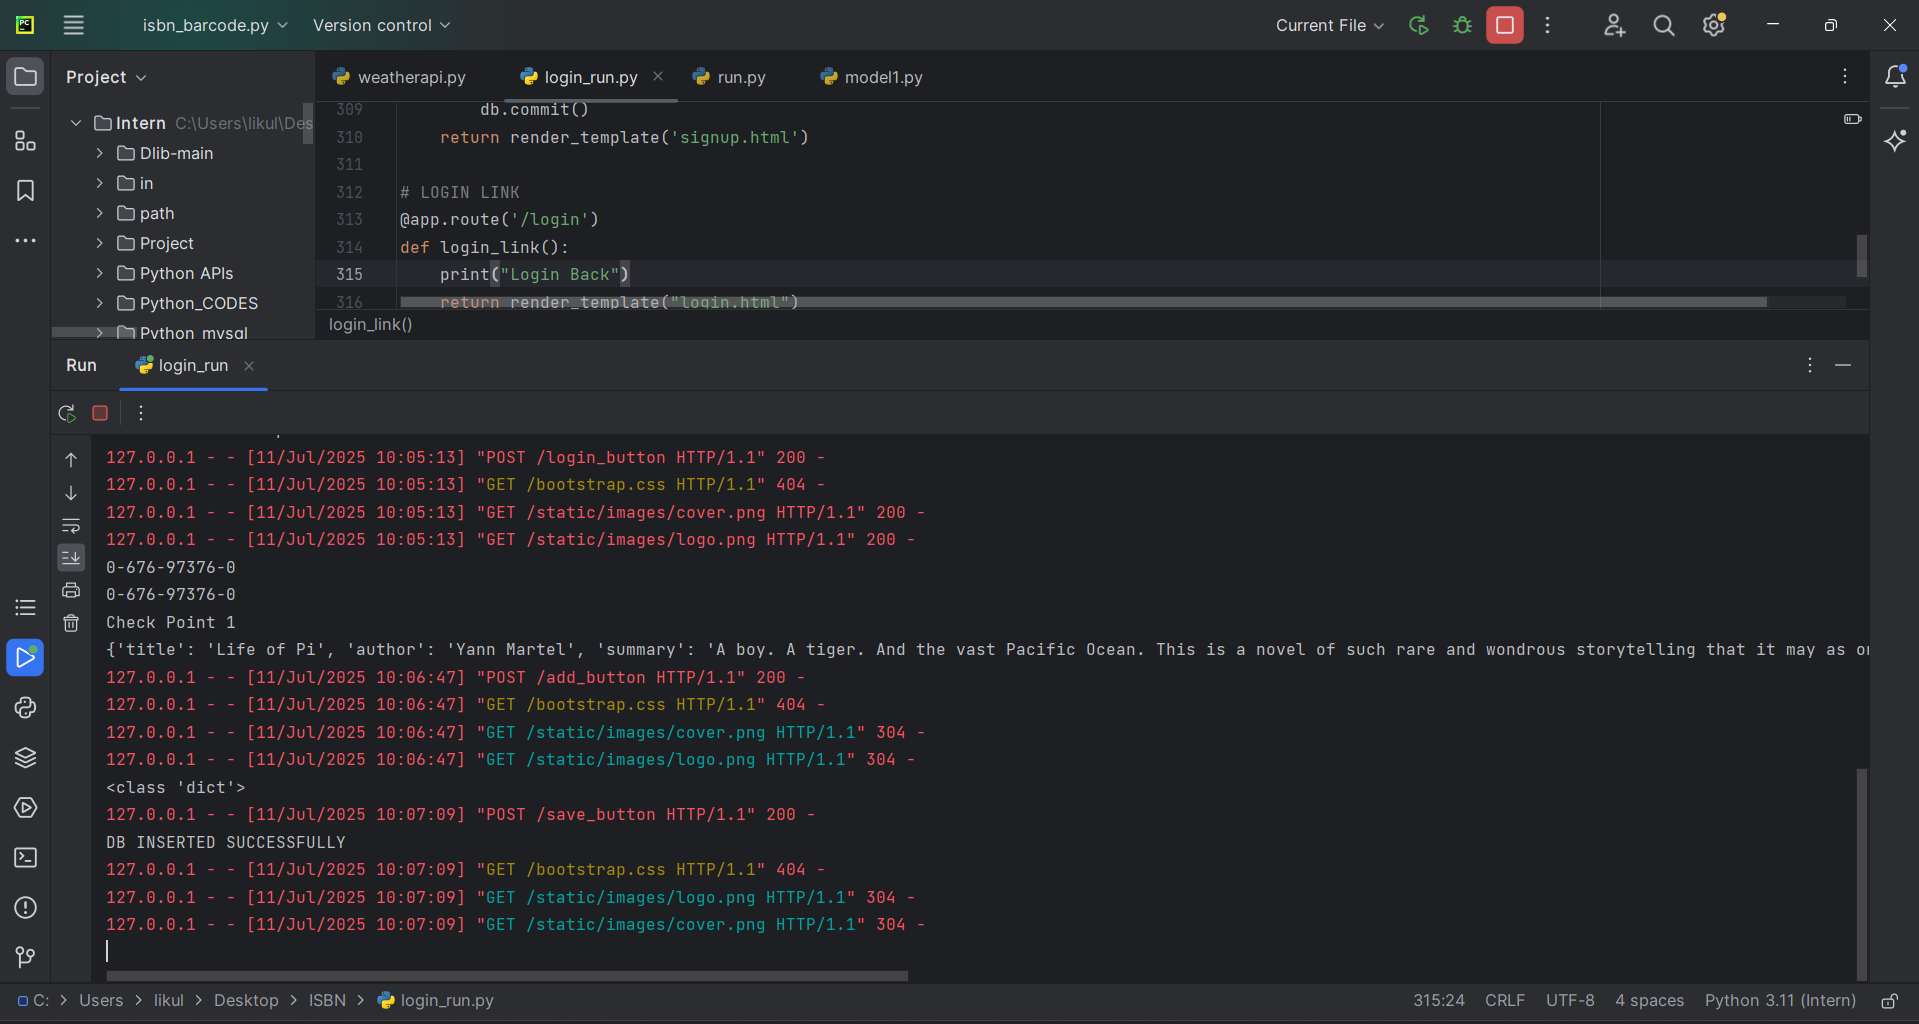 PC
isbn_barcode.py
Version control
Current File
Project
weatherapi.py
login_run.py
run.py
model1.py
Intern C:\Users\likul\Des
Dlib-main
in
path
Project
Python APIs
Python_CODES
Python_mysql
309 db.commit()
310 return render_template('signup.html')
311
312 # LOGIN LINK
313 @app.route('/login')
314 def login_link():
315 print("Login Back")
316 return render_template("login.html")
login_link()
Run login_run
127.0.0.1 - - [11/Jul/2025 10:05:13] "POST /login_button HTTP/1.1" 200 -
127.0.0.1 - - [11/Jul/2025 10:05:13] "GET /bootstrap.css HTTP/1.1" 404 -
127.0.0.1 - - [11/Jul/2025 10:05:13] "GET /static/images/cover.png HTTP/1.1" 200 -
127.0.0.1 - - [11/Jul/2025 10:05:13] "GET /static/images/logo.png HTTP/1.1" 200 -
0-676-97376-0
0-676-97376-0
Check Point 1
{'title': 'Life of Pi', 'author': 'Yann Martel', 'summary': 'A boy. A tiger. And the vast Pacific Ocean. This is a novel of such rare and wondrous storytelling that it may as
127.0.0.1 - - [11/Jul/2025 10:06:47] "POST /add_button HTTP/1.1" 200 -
127.0.0.1 - - [11/Jul/2025 10:06:47] "GET /bootstrap.css HTTP/1.1" 404 -
127.0.0.1 - - [11/Jul/2025 10:06:47] "GET /static/images/cover.png HTTP/1.1" 304 -
127.0.0.1 - - [11/Jul/2025 10:06:47] "GET /static/images/logo.png HTTP/1.1" 304 -
<class 'dict'>
127.0.0.1 - - [11/Jul/2025 10:07:09] "POST /save_button HTTP/1.1" 200 -
DB INSERTED SUCCESSFULLY
127.0.0.1 - - [11/Jul/2025 10:07:09] "GET /bootstrap.css HTTP/1.1" 404 -
127.0.0.1 - - [11/Jul/2025 10:07:09] "GET /static/images/logo.png HTTP/1.1" 304 -
127.0.0.1 - - [11/Jul/2025 10:07:09] "GET /static/images/cover.png HTTP/1.1" 304 -
C: > Users > likul > Desktop > ISBN > login_run.py
315:24 CRLF UTF-8 4 spaces Python 3.11 (Intern)